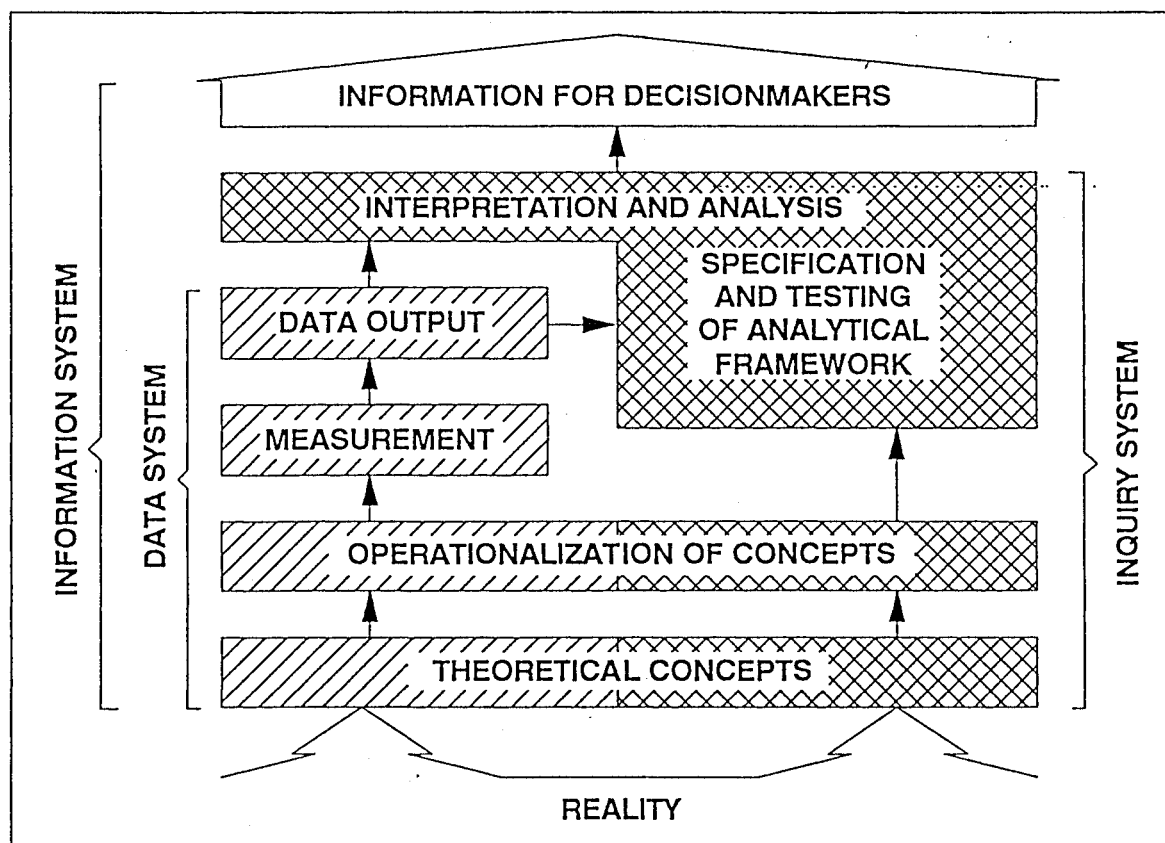 INFORMATION FOR DECISIONMAKERS
INTERPRETATION AND ANALYSIS
SPECIFICATION
AND TESTING
OF ANALYTICAL
FRAMEWORK
DATA OUTPUT
MEASUREMENT
OPERATIONALIZATION OF CONCEPTS
THEORETICAL CONCEPTS
REALITY
INFORMATION SYSTEM
DATA SYSTEM
INQUIRY SYSTEM